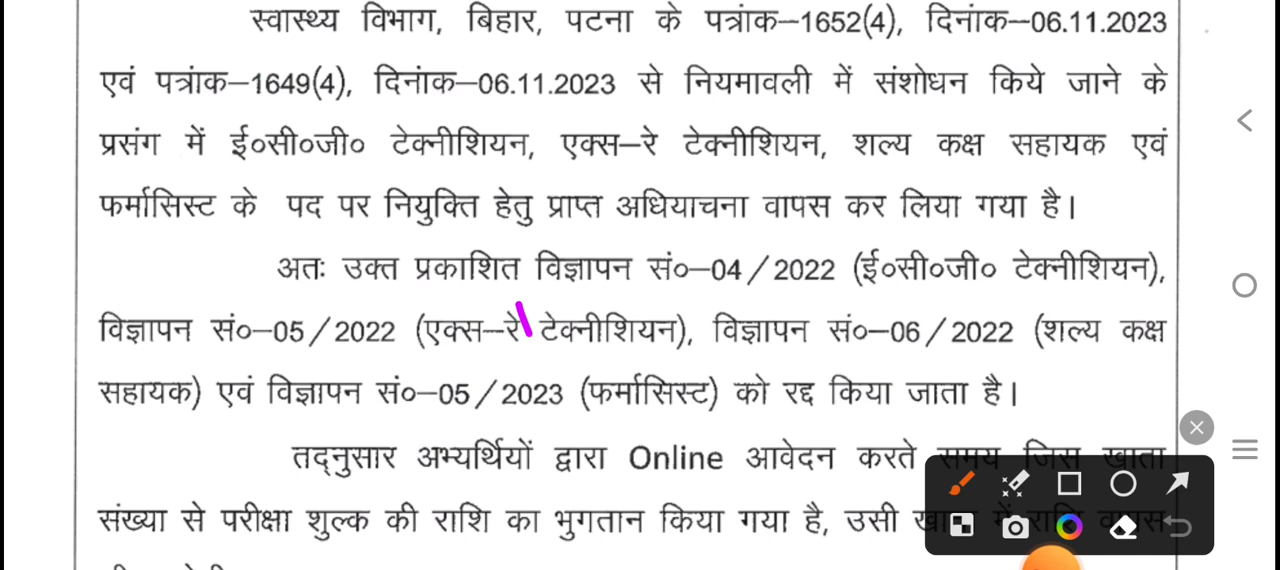 स्वास्थ्य विभाग, बिहार, पटना के पत्रांक–1652(4), दिनांक–06.11.2023
एवं पत्रांक–1649(4), दिनांक–06.11.2023 से नियमावली में संशोधन किये जाने के
प्रसंग में ई०सी०जी० टेक्नीशियन, एक्स–रे टेक्नीशियन, शल्य कक्ष सहायक एवं
फर्मासिस्ट के पद पर नियुक्ति हेतु प्राप्त अधियाचना वापस कर लिया गया है।
अतः उक्त प्रकाशित विज्ञापन सं०–04/2022 (ई०सी०जी० टेक्नीशियन),
विज्ञापन सं०–05/2022 (एक्स–रे टेक्नीशियन), विज्ञापन सं०–06/2022 (शल्य कक्ष
सहायक) एवं विज्ञापन सं०–05/2023 (फर्मासिस्ट) को रद्द किया जाता है।
तद्नुसार अभ्यर्थियों द्वारा Online आवेदन करते समय जिस खाता
संख्या से परीक्षा शुल्क की राशि का भुगतान किया गया है, उसी राशि वापस